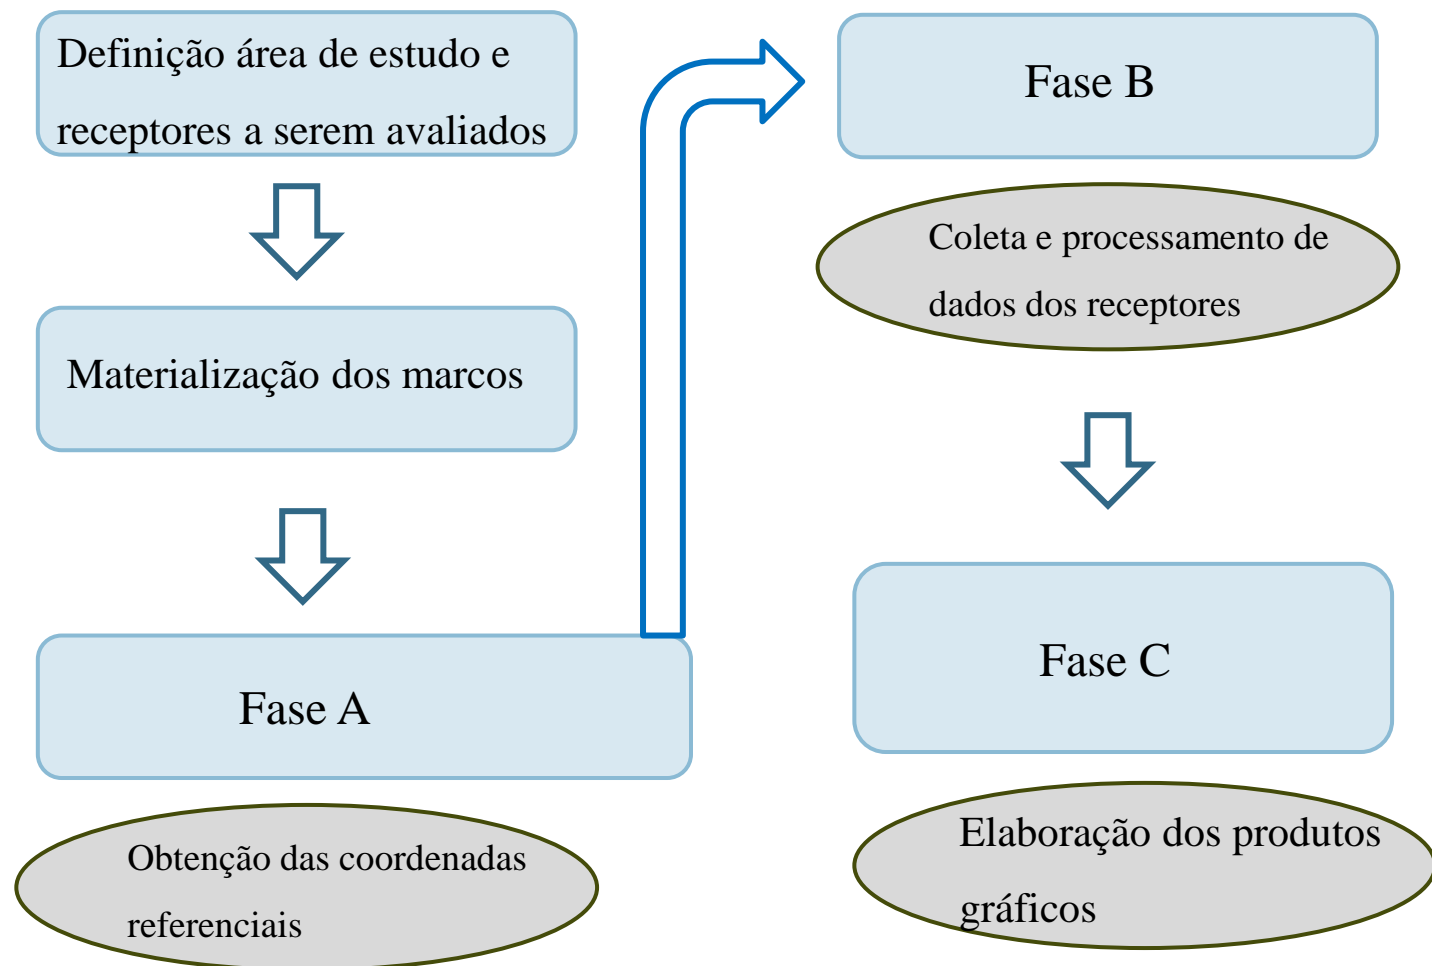 Definição área de estudo e
receptores a serem avaliados
Materialização dos marcos
Fase A
Obtenção das coordenadas
referenciais
Fase B
Coleta e processamento de
dados dos receptores
Fase C
Elaboração dos produtos
gráficos